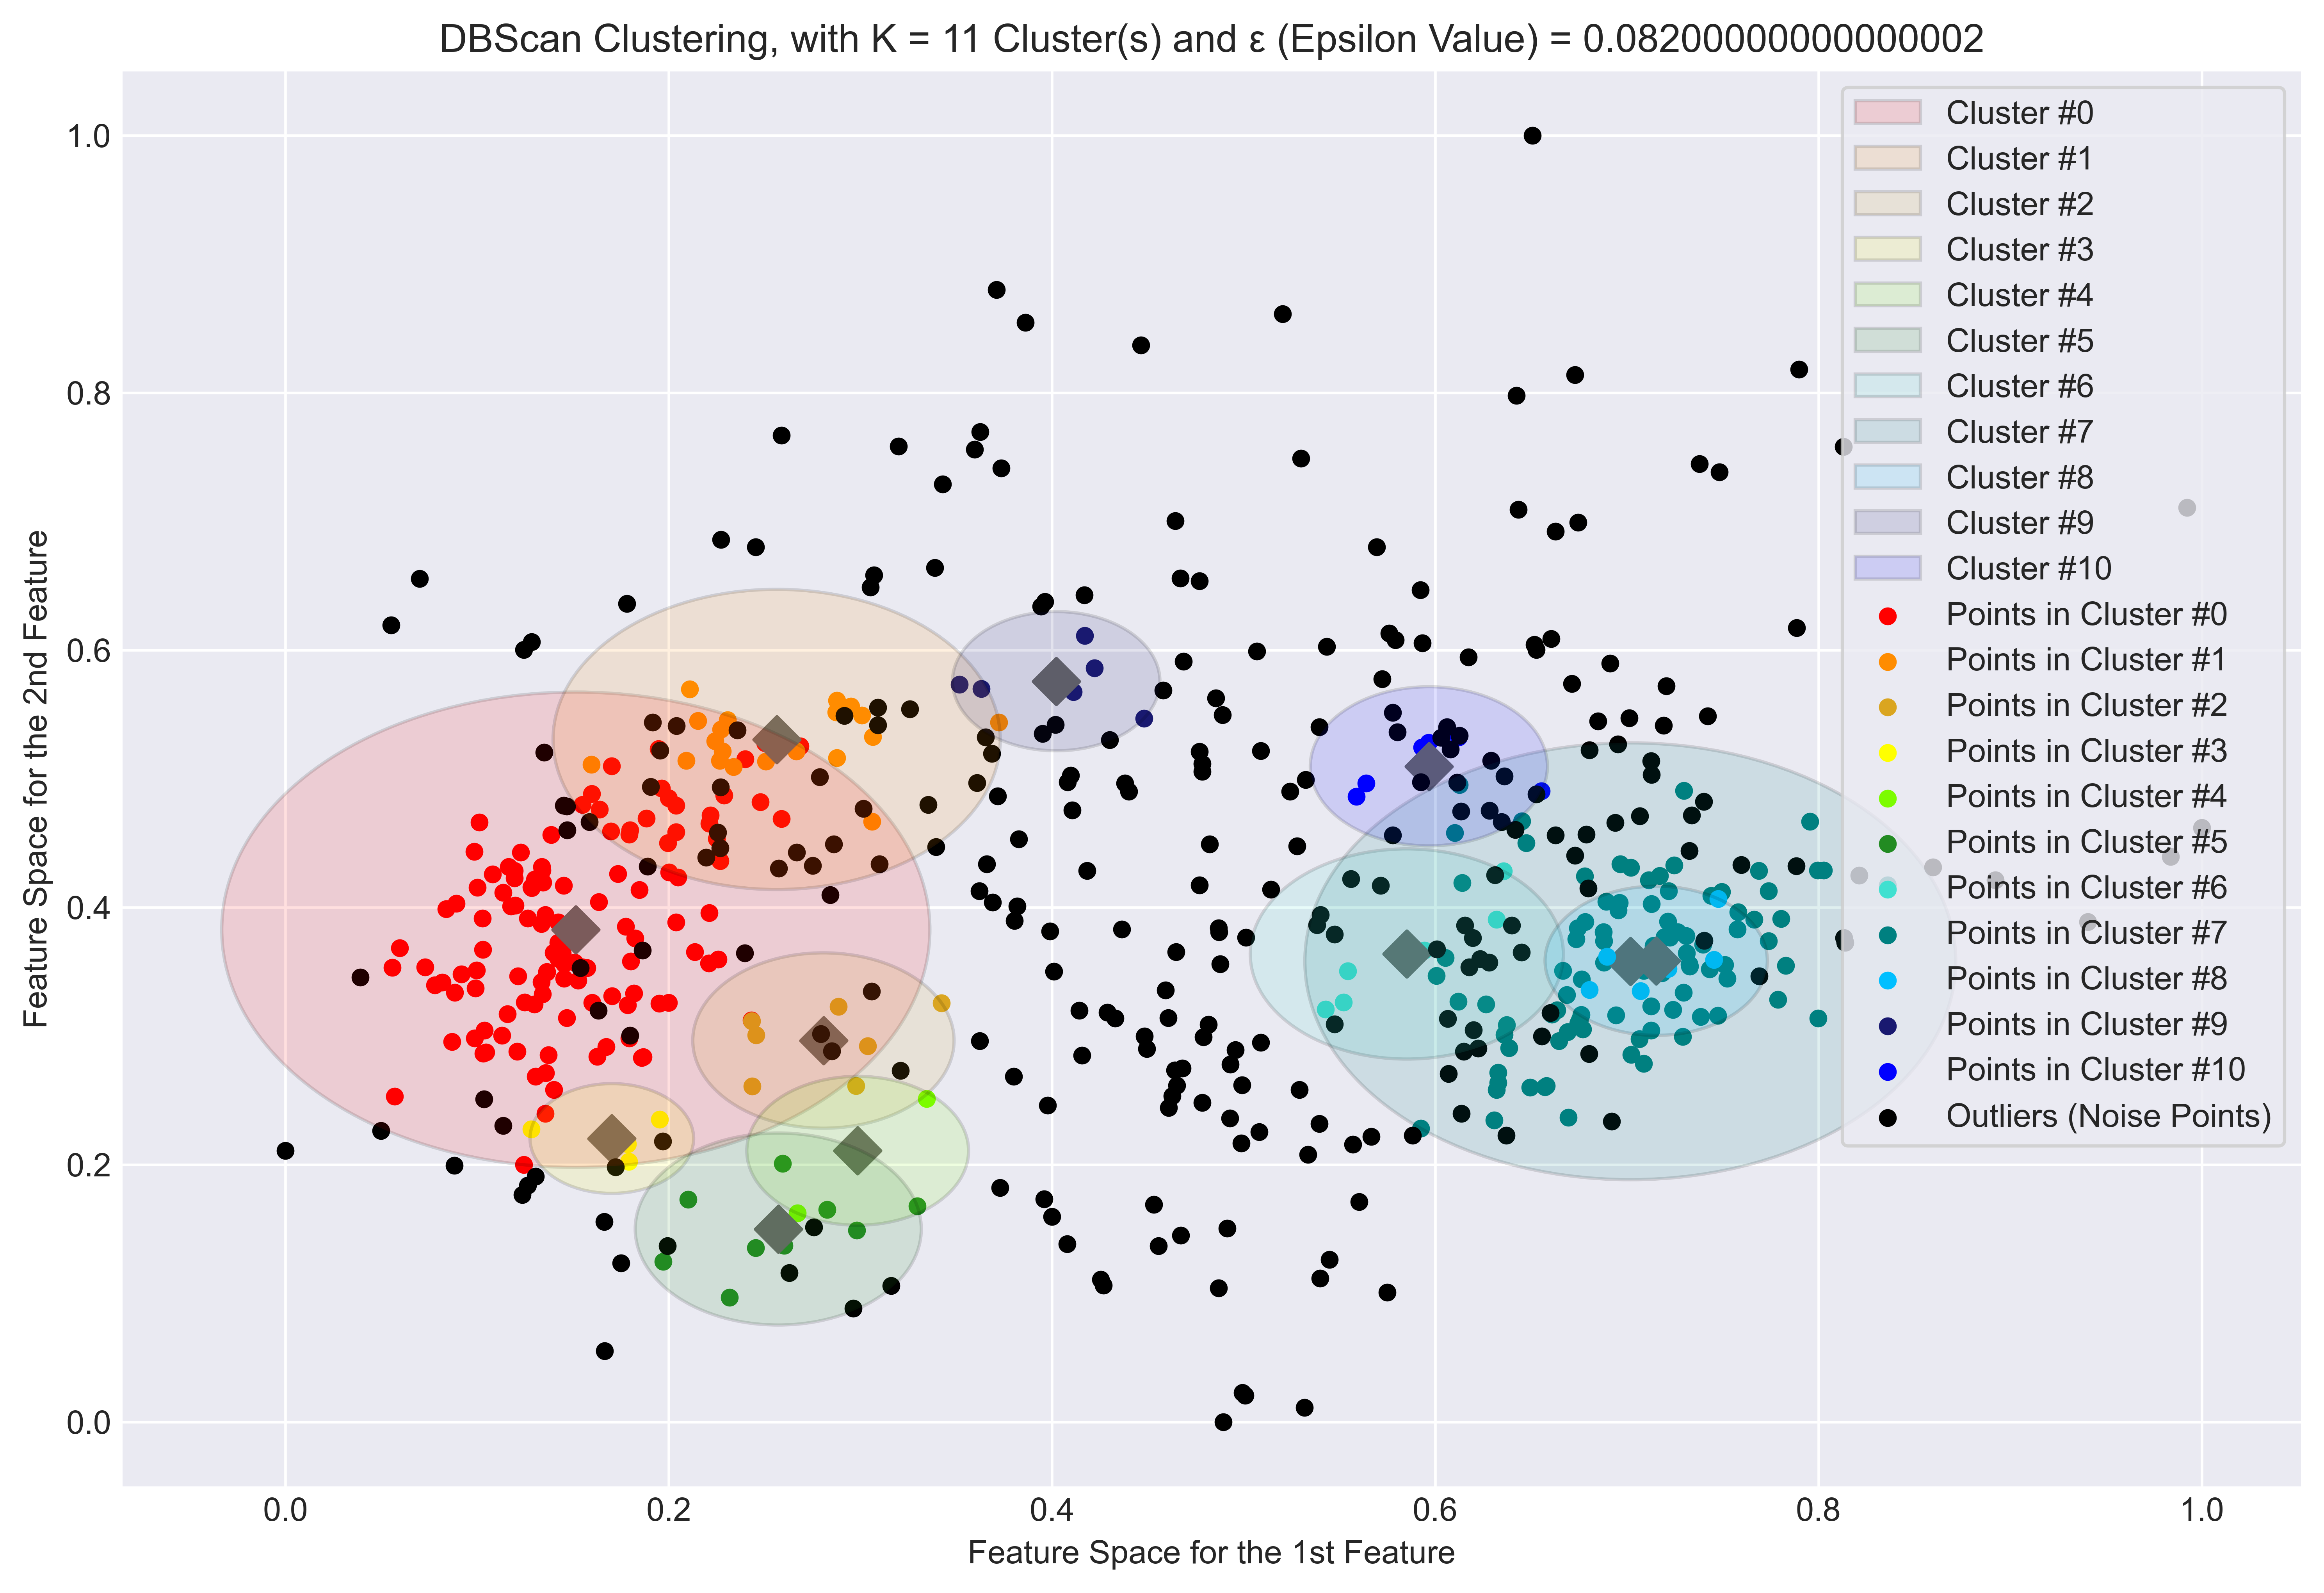 DBScan Clustering, with K = 11 Cluster(s) and ε (Epsilon Value) = 0.08200000000000002
Cluster #0
Cluster #1
Cluster #2
Cluster #3
Cluster #4
Cluster #5
Cluster #6
Cluster #7
Cluster #8
Cluster #9
Cluster #10
Points in Cluster #0
Points in Cluster #1
Points in Cluster #2
Points in Cluster #3
Points in Cluster #4
Points in Cluster #5
Points in Cluster #6
Points in Cluster #7
Points in Cluster #8
Points in Cluster #9
Points in Cluster #10
Outliers (Noise Points)
Feature Space for the 2nd Feature
1.0
0.8
0.6
0.4
0.2
0.0
0.0 0.2 0.4 0.6 0.8 1.0
Feature Space for the 1st Feature